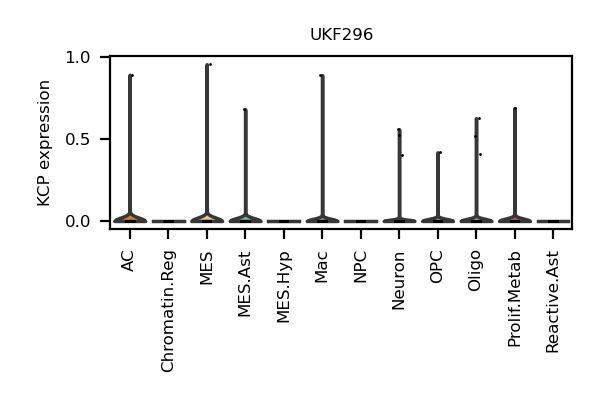 UKF296
KCP expression
1.0
0.5
0.0
AC
Chromatin.Reg
MES
MES.Ast
MES.Hyp
Mac
NPC
Neuron
OPC
Oligo
Prolif.Metab
Reactive.Ast